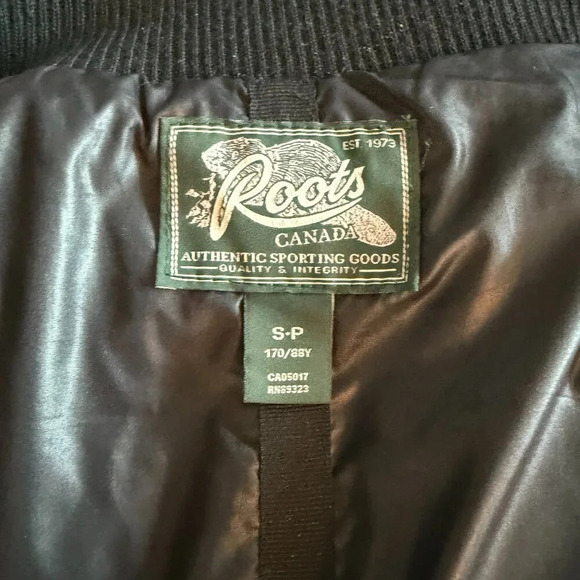 EST. 1973
Roots
CANADA
AUTHENTIC SPORTING GOODS
QUALITY & INTEGRITY
S•P
170/88Y
CA05017
RN89323